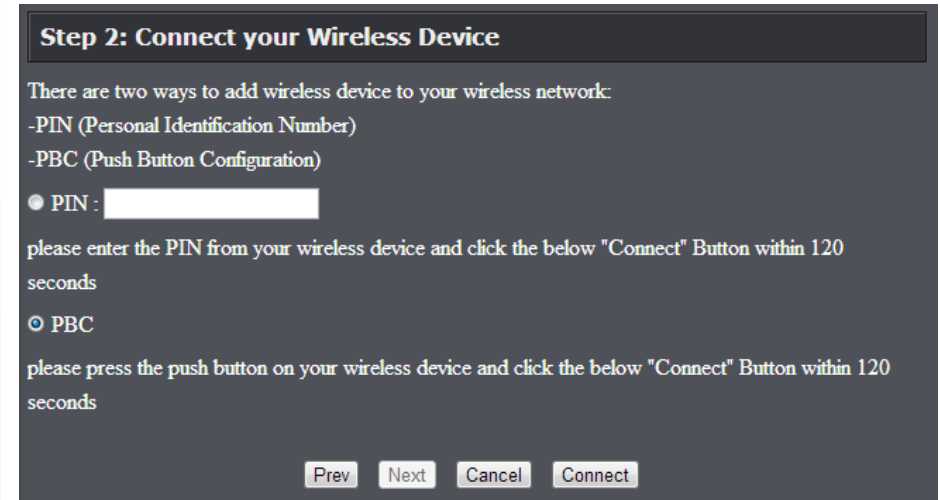 Step 2: Connect your Wireless Device
There are two ways to add wireless device to your wireless network:
-PIN (Personal Identification Number)
-PBC (Push Button Configuration)
PIN :
please enter the PIN from your wireless device and click the below "Connect" Button within 120
seconds
PBC
please press the push button on your wireless device and click the below "Connect" Button within 120
seconds
Prev Next Cancel Connect